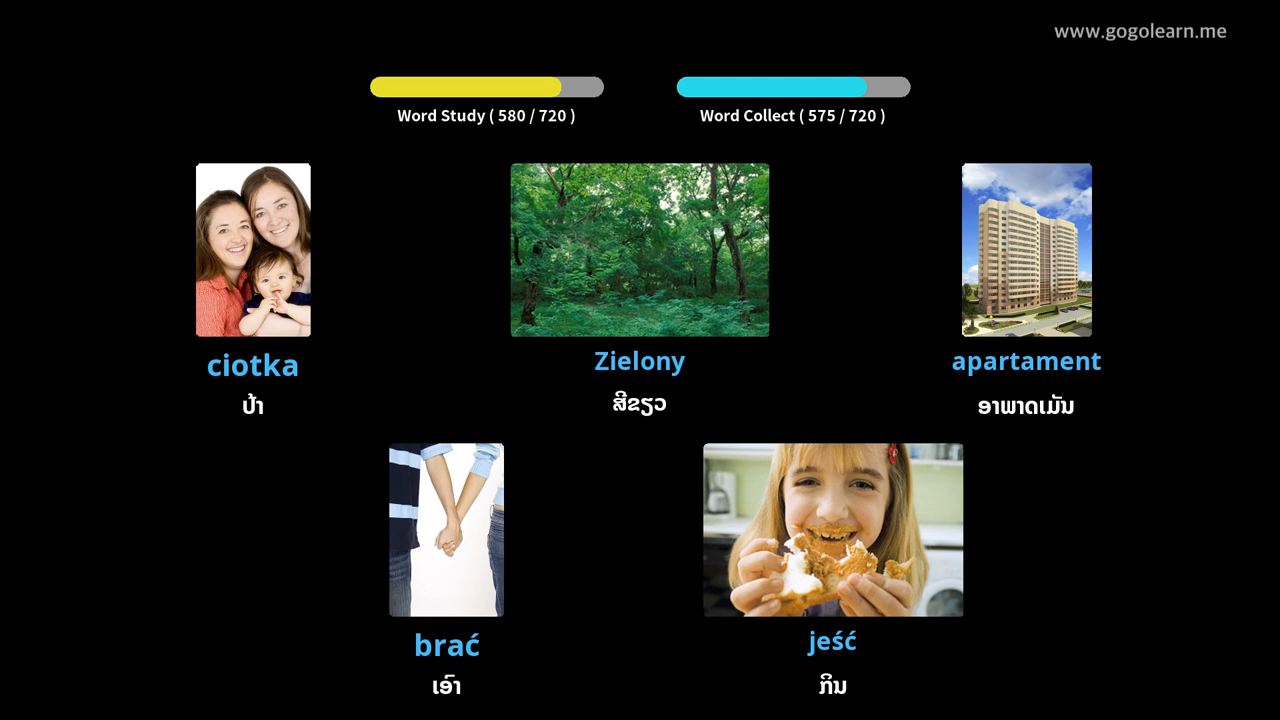 www.gogolearn.me
Word Study ( 580 / 720 )
Word Collect ( 575 / 720 )
ciotka
Zielony
apartament
ປ້າ
ສີຂຽວ
ອາພາດເມັນ
brać
jeść
ເອົາ
ກິນ